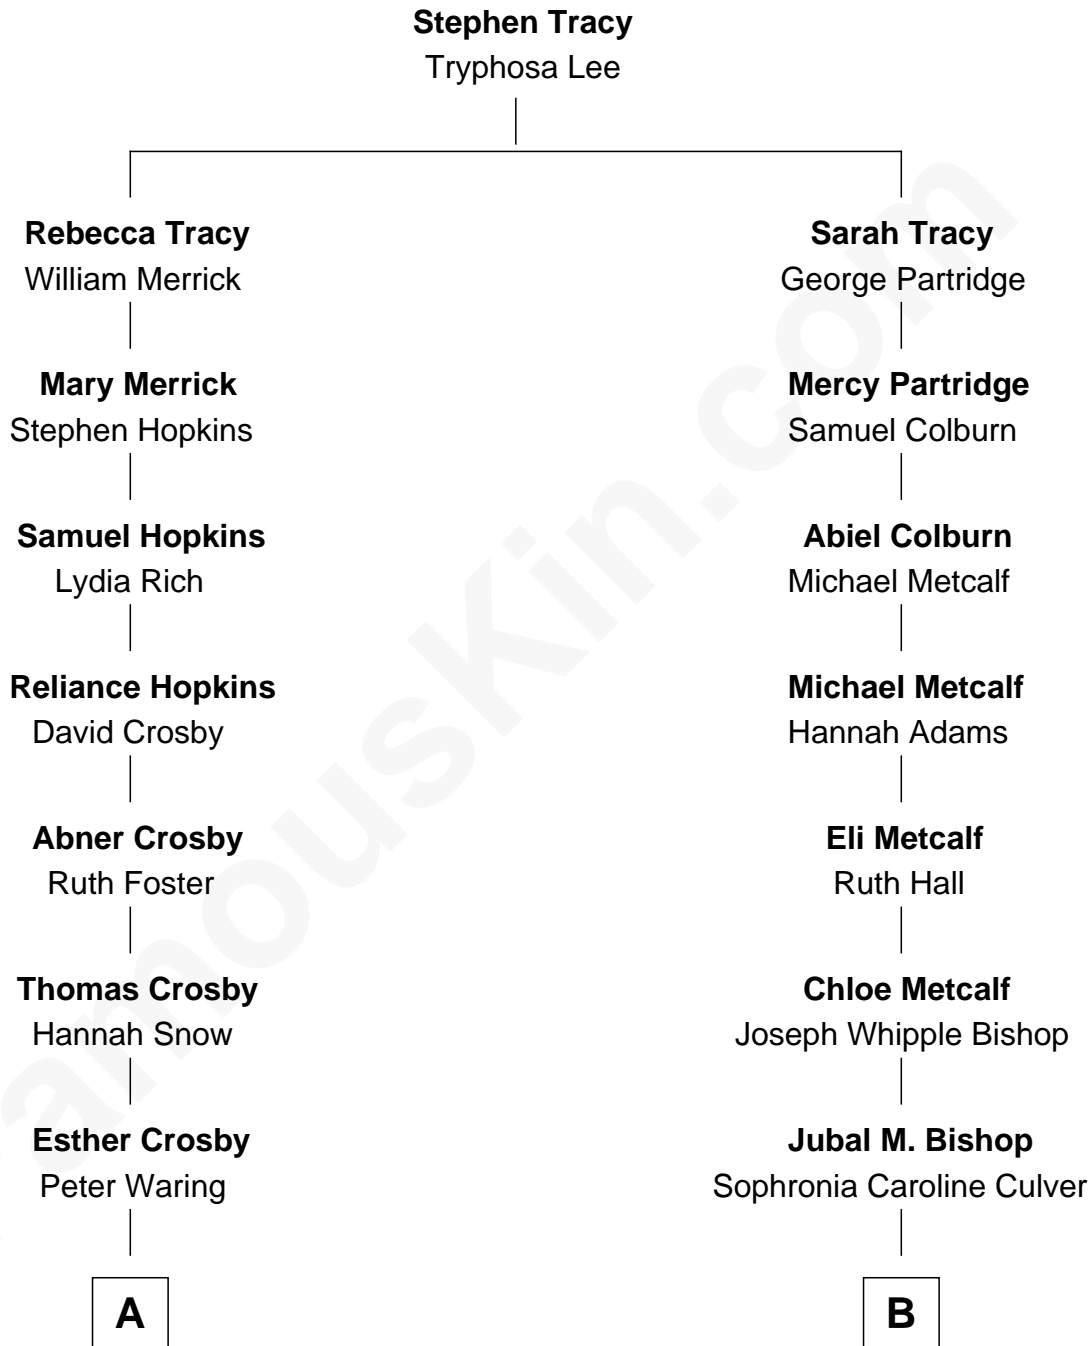 Stephen Tracy
Tryphosa Lee
Rebecca Tracy
William Merrick
Sarah Tracy
George Partridge
Mary Merrick
Stephen Hopkins
Mercy Partridge
Samuel Colburn
Samuel Hopkins
Lydia Rich
Abiel Colburn
Michael Metcalf
Reliance Hopkins
David Crosby
Michael Metcalf
Hannah Adams
Abner Crosby
Ruth Foster
Eli Metcalf
Ruth Hall
Thomas Crosby
Hannah Snow
Chloe Metcalf
Joseph Whipple Bishop
Esther Crosby
Peter Waring
Jubal M. Bishop
Sophronia Caroline Culver
A
B
amouskin.com